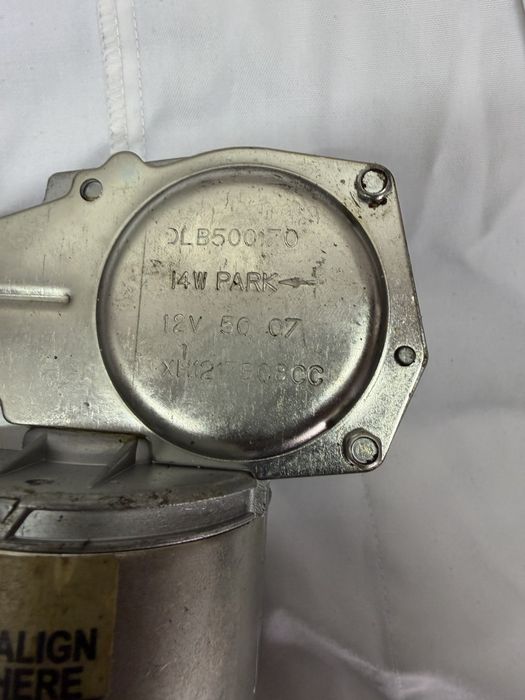 DLB500170
14W PARK
12V 50 07
ALIGN
HERE